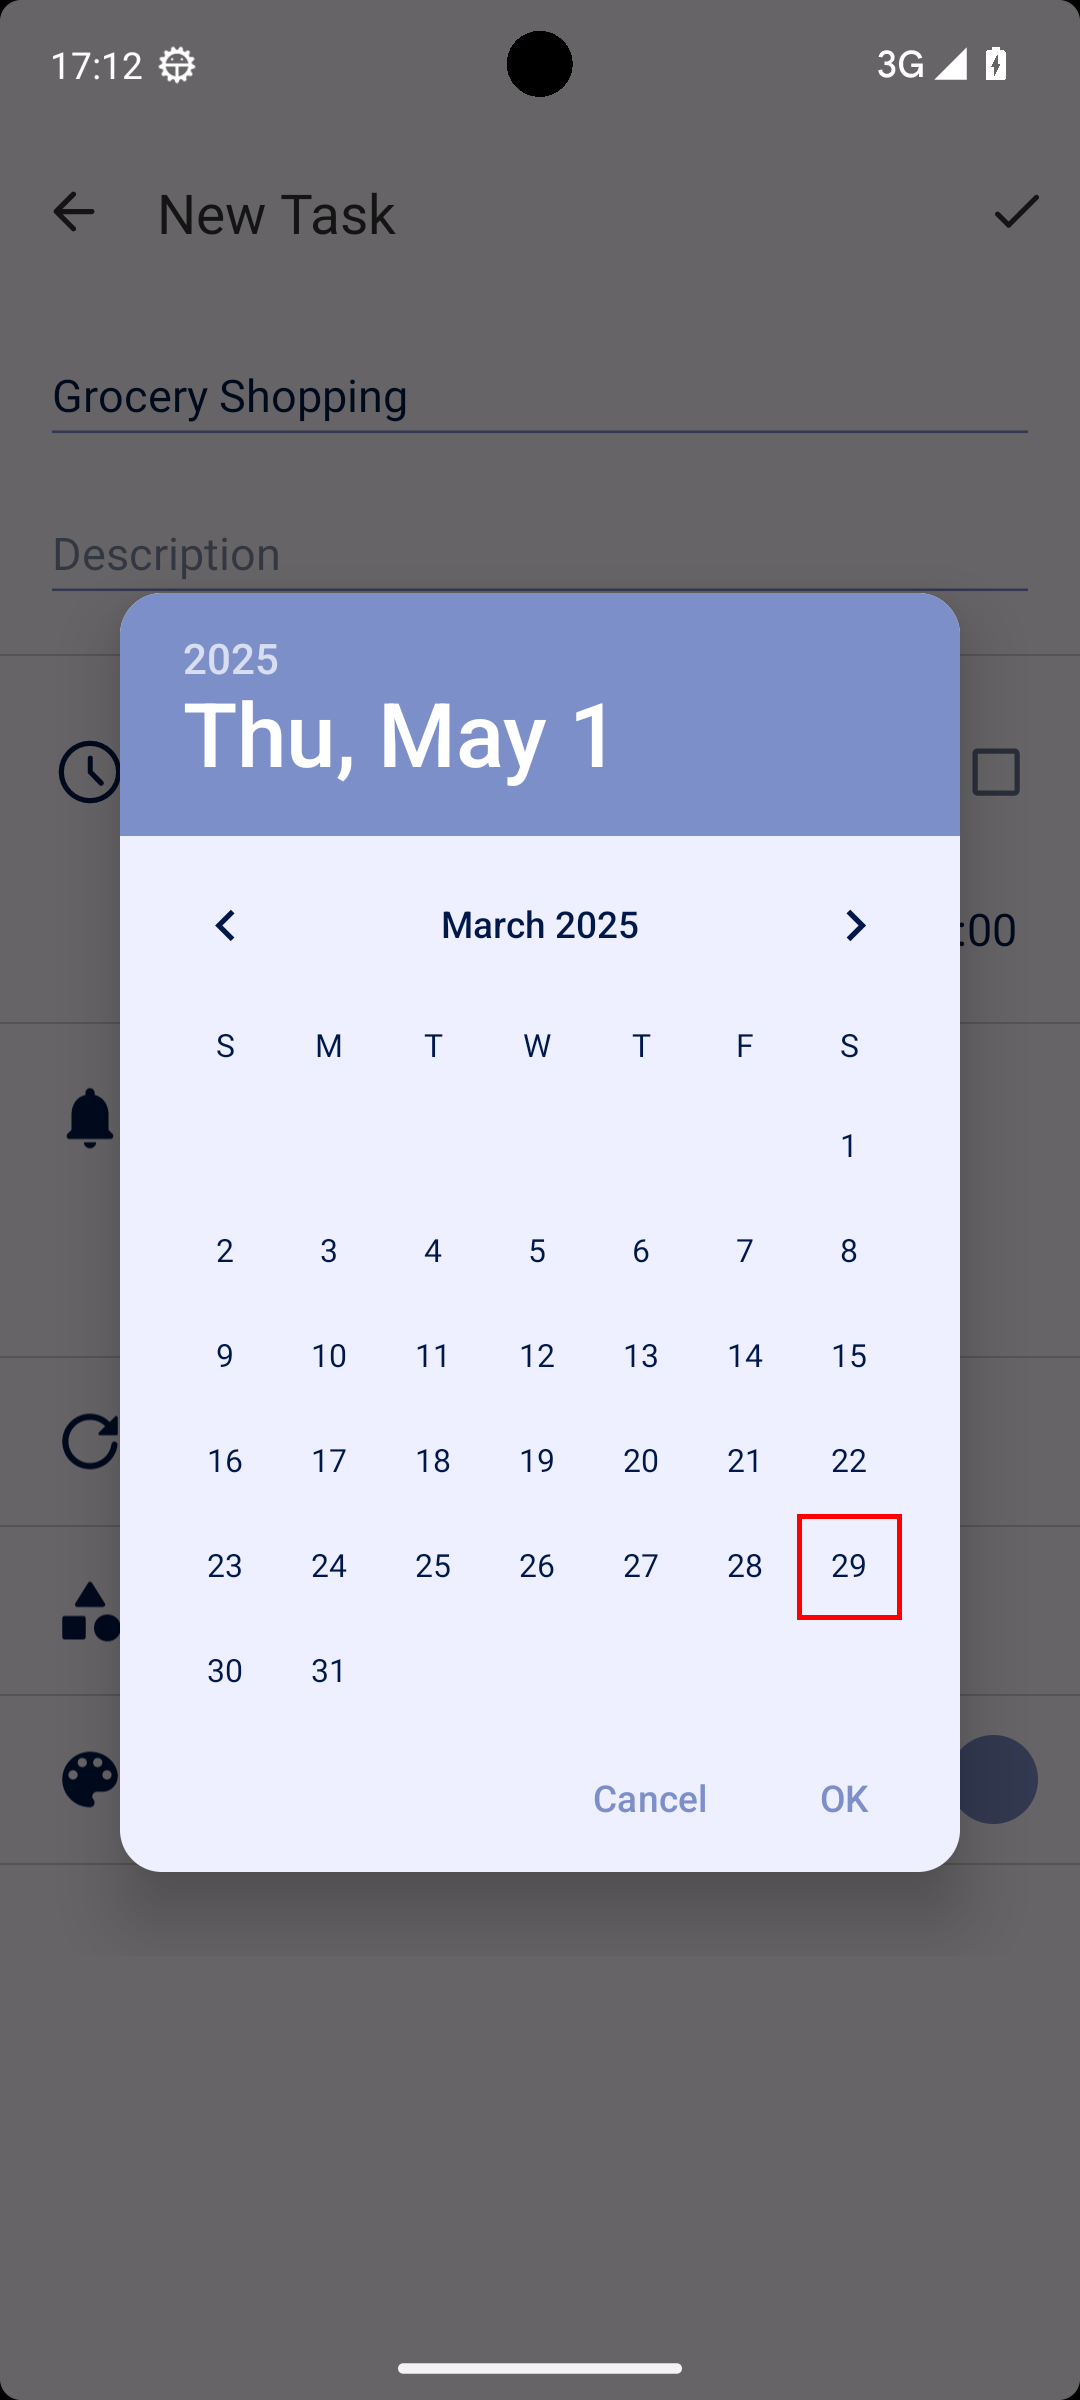 17:12
3G
New Task
Grocery Shopping
Description
2025
Thu, May 1
:00
March 2025
S M T W T F S
1
2 3 4 5 6 7 8
9 10 11 12 13 14 15
16 17 18 19 20 21 22
23 24 25 26 27 28 29
30 31
Cancel OK